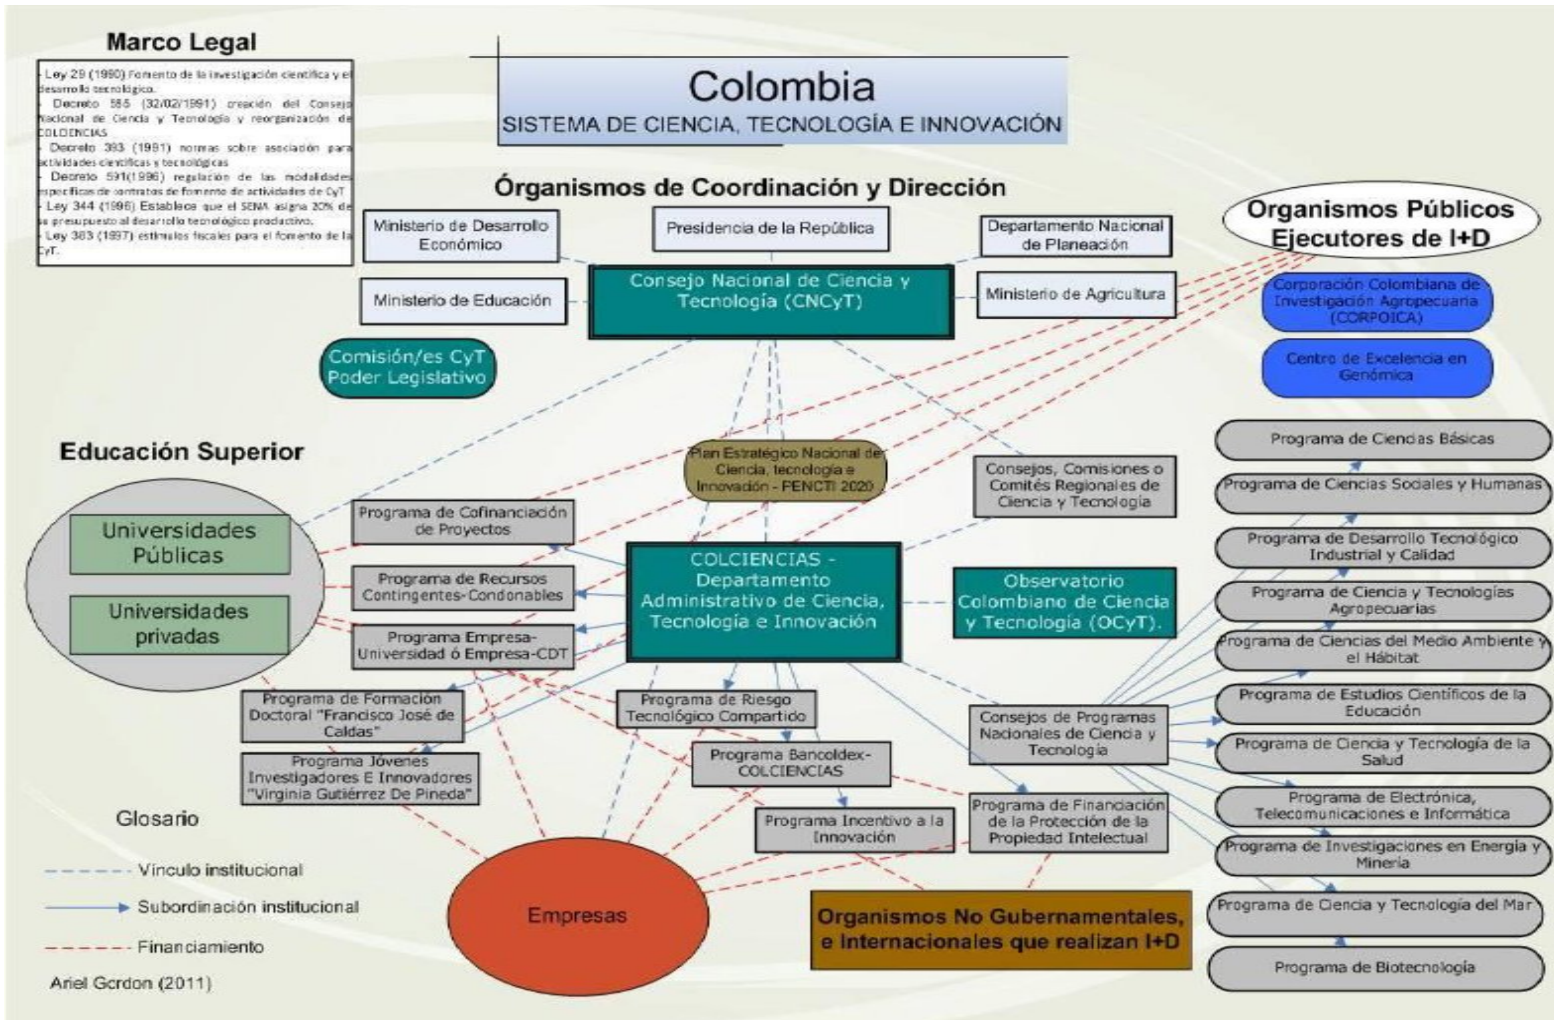 Marco Legal
- Ley 29 (1990) Fomento de la investigación científica y el
desarrollo tecnológico.
- Decreto 585 (32/02/1991) creación del Consejo
Nacional de Ciencia y Tecnología y reorganización de
COLCIENCIAS
- Decreto 393 (1991) normas sobre asociación para
actividades científicas y tecnológicas
- Decreto 591(1996) regulación de las modalidades
específicas de contratos de fomento de actividades de CyT
- Ley 344 (1996) Establece que el SENA asigna 20% de
su presupuesto al desarrollo tecnológico productivo.
- Ley 383 (1997) estímulos fiscales para el fomento de la
CyT.
Colombia
SISTEMA DE CIENCIA, TECNOLOGÍA E INNOVACIÓN
Órganismos de Coordinación y Dirección
Ministerio de Desarrollo
Económico
Presidencia de la República
Departamento Nacional
de Planeación
Ministerio de Educación
Consejo Nacional de Ciencia y
Tecnología (CNCyT)
Ministerio de Agricultura
Comisión/es CyT
Poder Legislativo
Organismos Públicos
Ejecutores de I+D
Corporación Colombiana de
Investigación Agropecuaria
(CORPOICA)
Centro de Excelencia en
Genómica
Educación Superior
Universidades
Públicas
Universidades
privadas
Plan Estratégico Nacional de
Ciencia, tecnología e
Innovación - PENCTI 2020
Consejos, Comisiones o
Comités Regionales de
Ciencia y Tecnología
Programa de Cofinanciación
de Proyectos
Programa de Recursos
Contingentes-Condonables
Programa Empresa-
Universidad ó Empresa-CDT
COLCIENCIAS -
Departamento
Administrativo de Ciencia,
Tecnología e Innovación
Observatorio
Colombiano de Ciencia
y Tecnología (OCyT).
Programa de Formación
Doctoral "Francisco José de
Caldas"
Programa Jóvenes
Investigadores E Innovadores
"Virginia Gutiérrez De Pineda"
Programa de Riesgo
Tecnológico Compartido
Programa Bancoldex-
COLCIENCIAS
Programa Incentivo a la
Innovación
Consejos de Programas
Nacionales de Ciencia y
Tecnología
Programa de Financiación
de la Protección de la
Propiedad Intelectual
Programa de Ciencias Básicas
Programa de Ciencias Sociales y Humanas
Programa de Desarrollo Tecnológico
Industrial y Calidad
Programa de Ciencia y Tecnologías
Agropecuarias
Programa de Ciencias del Medio Ambiente y
el Hábitat
Programa de Estudios Científicos de la
Educación
Programa de Ciencia y Tecnología de la
Salud
Programa de Electrónica,
Telecomunicaciones e Informática
Programa de Investigaciones en Energía y
Minería
Programa de Ciencia y Tecnología del Mar
Programa de Biotecnología
Empresas
Organismos No Gubernamentales,
e Internacionales que realizan I+D
Glosario
Vínculo institucional
Subordinación institucional
Financiamiento
Ariel Gordon (2011)